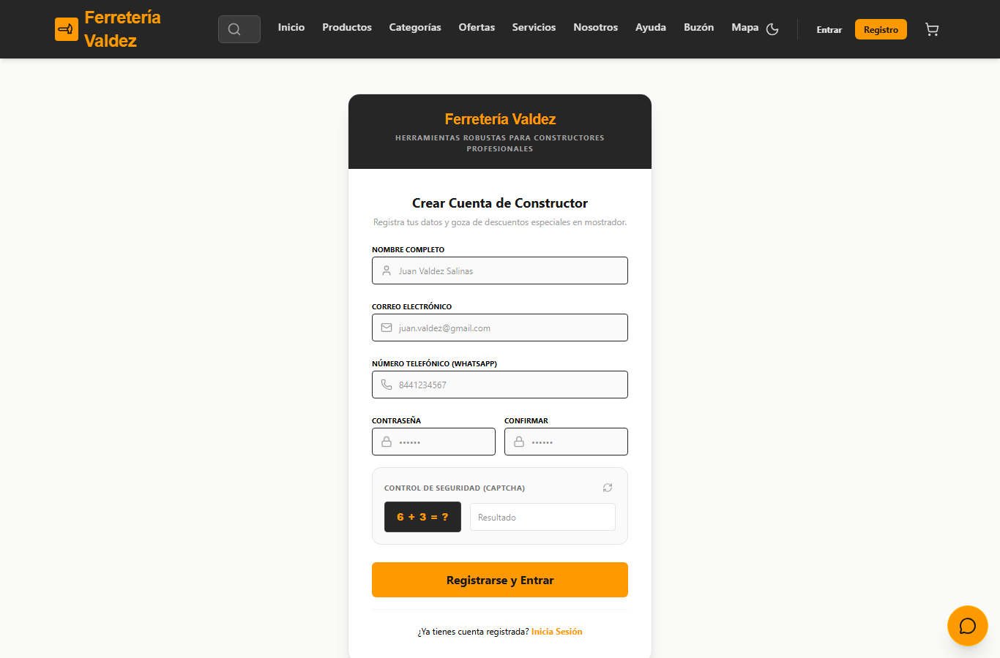 Ferretería
Valdez
Inicio Productos Categorías Ofertas Servicios Nosotros Ayuda Buzón Mapa Entrar Registro
Ferretería Valdez
HERRAMIENTAS ROBUSTAS PARA CONSTRUCTORES
PROFESIONALES
Crear Cuenta de Constructor
Registra tus datos y goza de descuentos especiales en mostrador.
NOMBRE COMPLETO
Juan Valdez Salinas
CORREO ELECTRÓNICO
juan.valdez@gmail.com
NÚMERO TELEFÓNICO (WHATSAPP)
8441234567
CONTRASEÑA CONFIRMAR
•••••• ••••••
CONTROL DE SEGURIDAD (CAPTCHA)
6 + 3 = ? Resultado
Registrarse y Entrar
¿Ya tienes cuenta registrada? Inicia Sesión